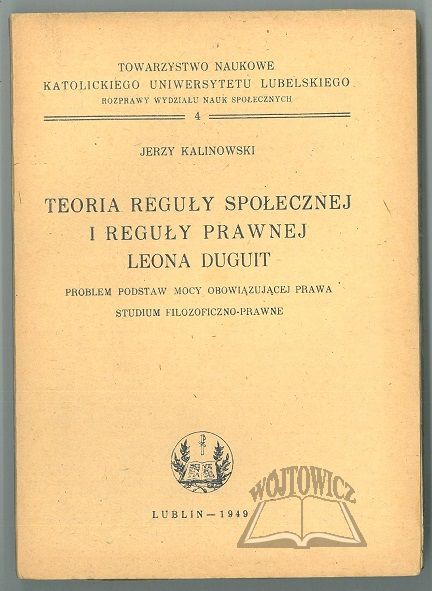 TOWARZYSTWO NAUKOWE
KATOLICKIEGO UNIWERSYTETU LUBELSKIEGO
ROZPRAWY WYDZIAŁU NAUK SPOŁECZNYCH
4
JERZY KALINOWSKI
TEORIA REGUŁY SPOŁECZNEJ
I REGUŁY PRAWNEJ
LEONA DUGUIT
PROBLEM PODSTAW MOCY OBOWIĄZUJĄCEJ PRAWA
STUDIUM FILOZOFICZNO-PRAWNE
WÓJTOWICZ
LUBLIN — 1949